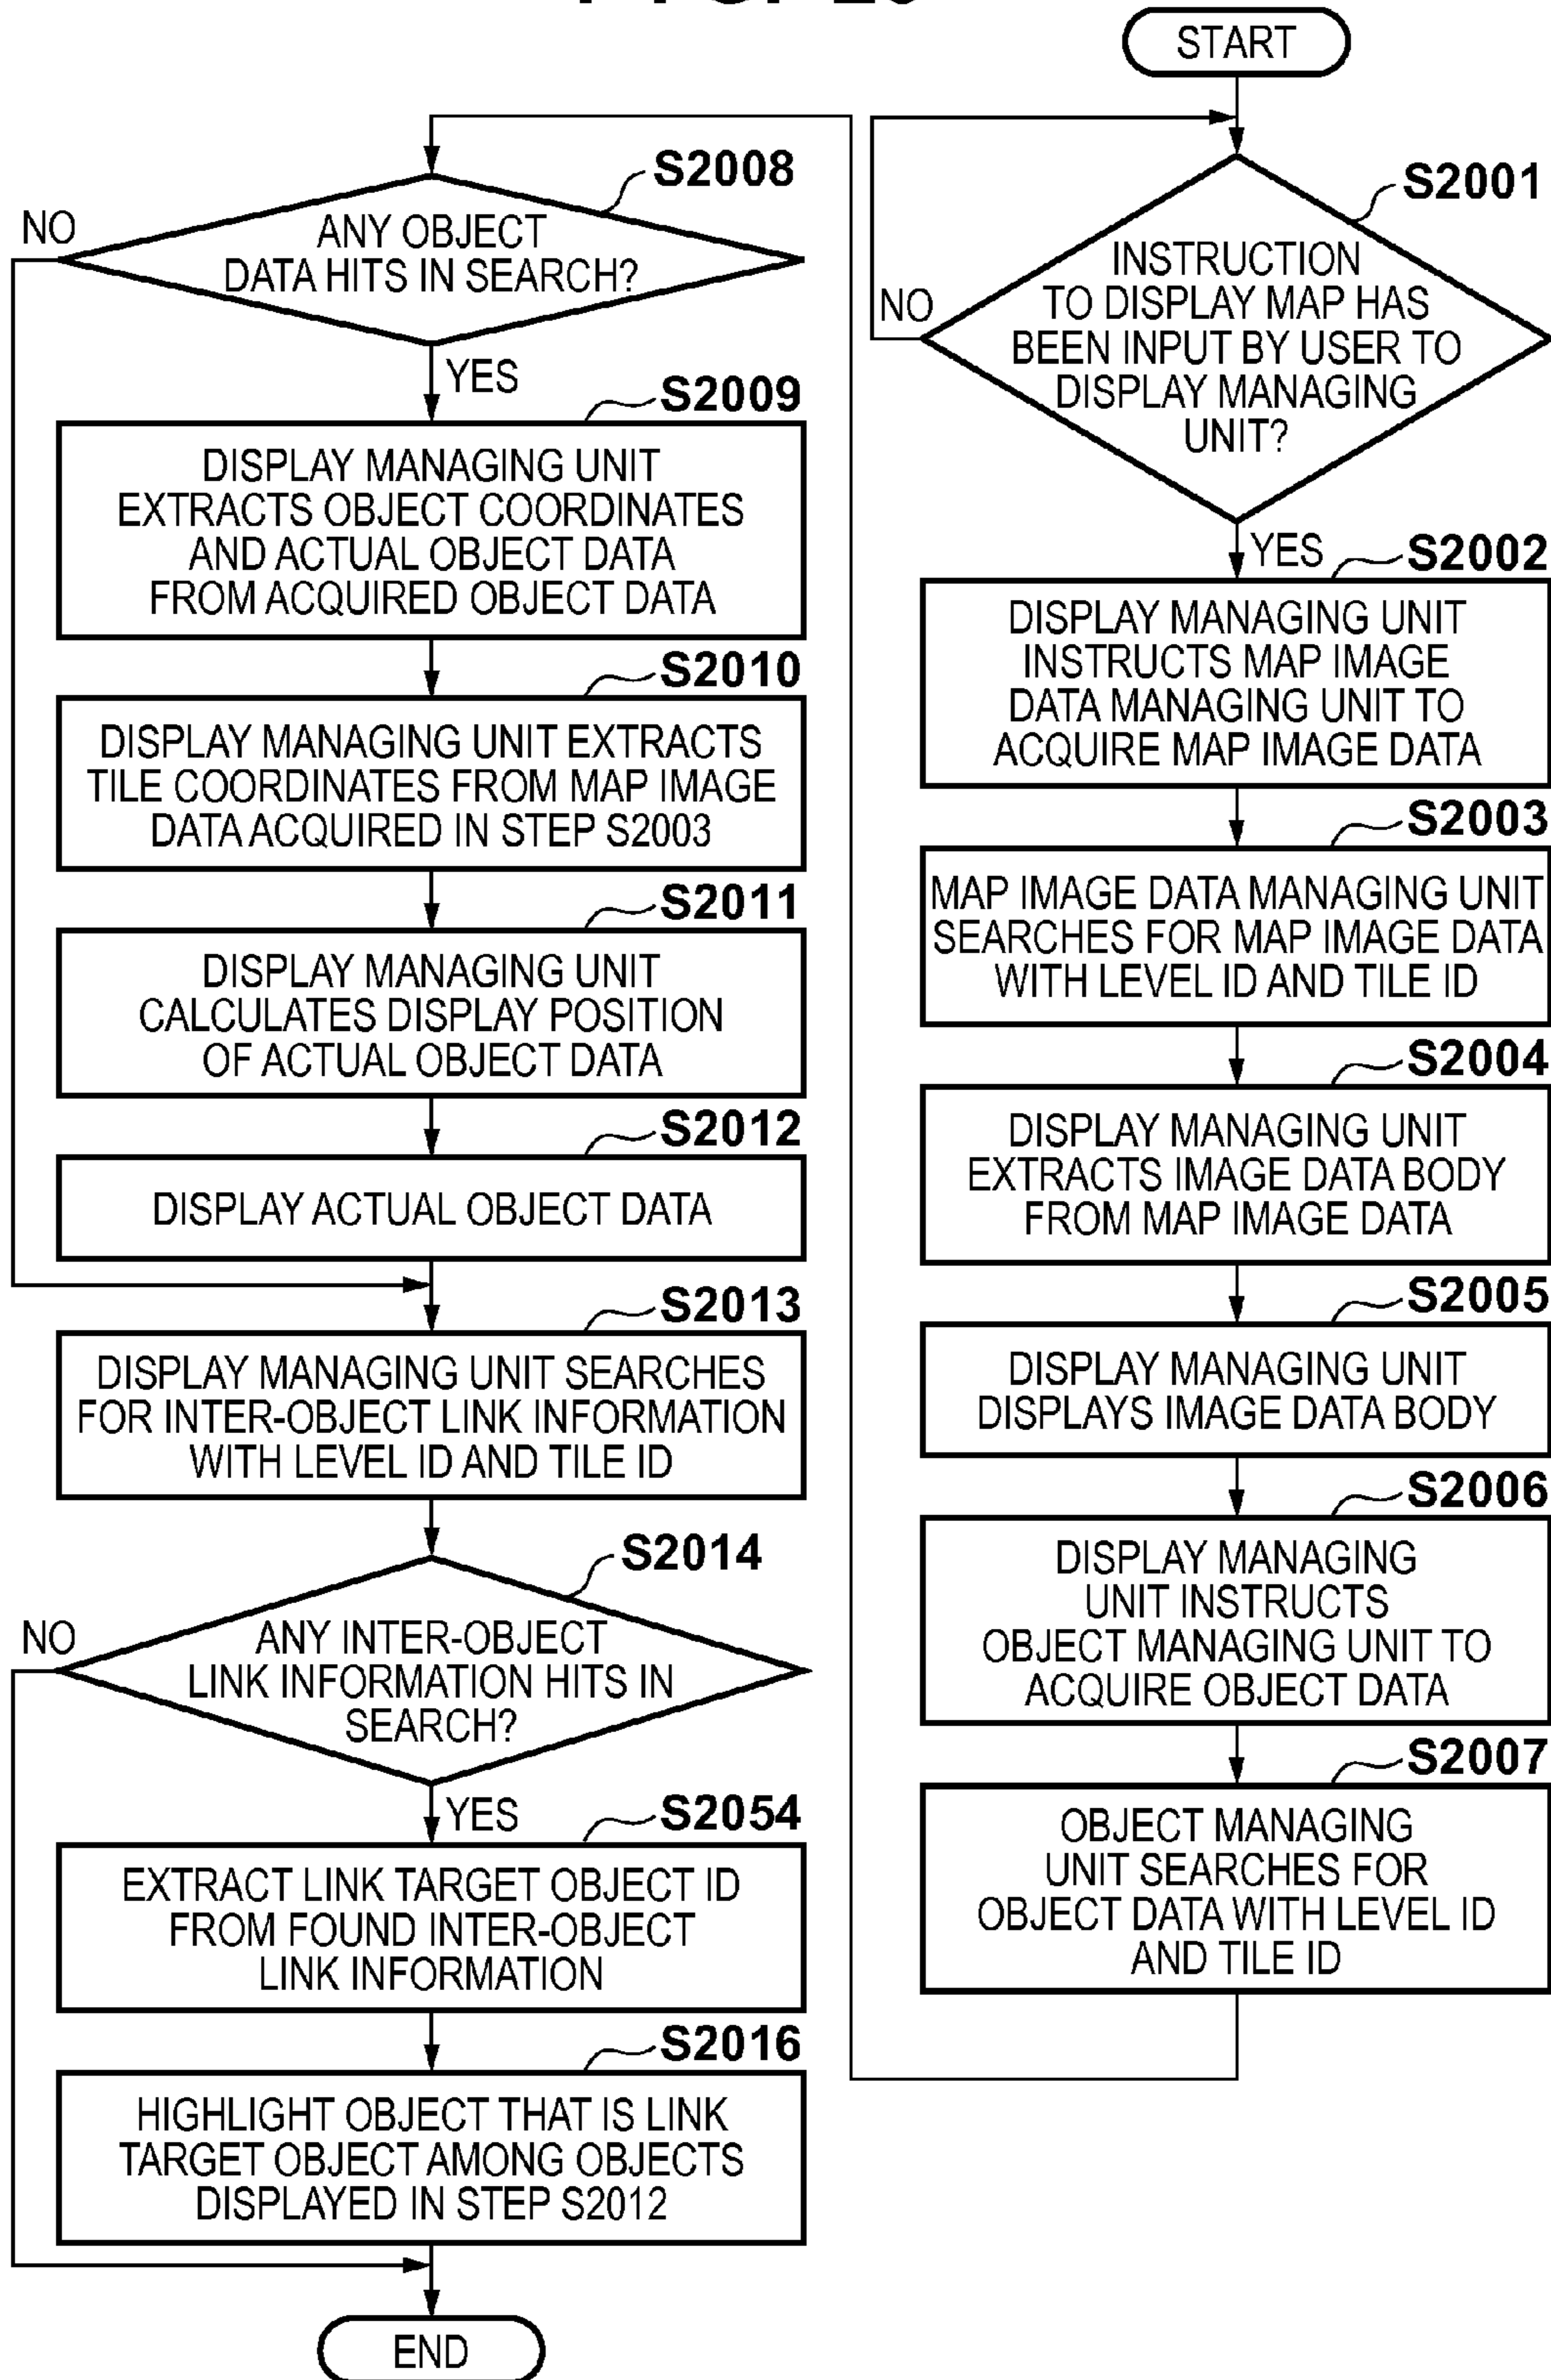 START
S2001
INSTRUCTION
TO DISPLAY MAP HAS
BEEN INPUT BY USER TO
DISPLAY MANAGING
UNIT?
NO
YES
S2002
DISPLAY MANAGING UNIT
INSTRUCTS MAP IMAGE
DATA MANAGING UNIT TO
ACQUIRE MAP IMAGE DATA
S2003
MAP IMAGE DATA MANAGING UNIT
SEARCHES FOR MAP IMAGE DATA
WITH LEVEL ID AND TILE ID
S2004
DISPLAY MANAGING UNIT
EXTRACTS IMAGE DATA BODY
FROM MAP IMAGE DATA
S2005
DISPLAY MANAGING UNIT
DISPLAYS IMAGE DATA BODY
S2006
DISPLAY MANAGING
UNIT INSTRUCTS
OBJECT MANAGING UNIT TO
ACQUIRE OBJECT DATA
S2007
OBJECT MANAGING
UNIT SEARCHES FOR
OBJECT DATA WITH LEVEL ID
AND TILE ID
S2008
ANY OBJECT
DATA HITS IN SEARCH?
NO
YES
S2009
DISPLAY MANAGING UNIT
EXTRACTS OBJECT COORDINATES
AND ACTUAL OBJECT DATA
FROM ACQUIRED OBJECT DATA
S2010
DISPLAY MANAGING UNIT EXTRACTS
TILE COORDINATES FROM MAP IMAGE
DATA ACQUIRED IN STEP S2003
S2011
DISPLAY MANAGING UNIT
CALCULATES DISPLAY POSITION
OF ACTUAL OBJECT DATA
S2012
DISPLAY ACTUAL OBJECT DATA
S2013
DISPLAY MANAGING UNIT SEARCHES
FOR INTER-OBJECT LINK INFORMATION
WITH LEVEL ID AND TILE ID
S2014
ANY INTER-OBJECT
LINK INFORMATION HITS IN
SEARCH?
NO
YES
S2054
EXTRACT LINK TARGET OBJECT ID
FROM FOUND INTER-OBJECT
LINK INFORMATION
S2016
HIGHLIGHT OBJECT THAT IS LINK
TARGET OBJECT AMONG OBJECTS
DISPLAYED IN STEP S2012
END